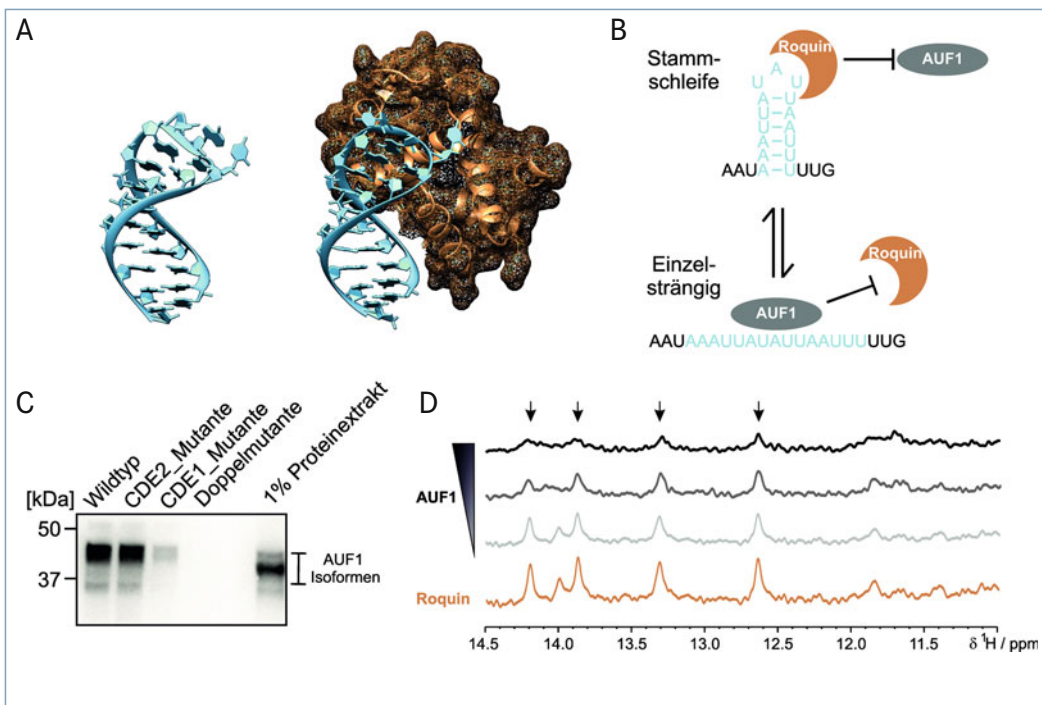 A
B
Stamm-
schleife
Roquin
AUF1
A
U U
A – U
U – A
U – A
A – U
A – U
AAUA – UUUG
Einzel-
strängig
Roquin
AUF1
AAUAAAUUAUAUUAAUUUUUG
C
Wildtyp
CDE2_Mutante
CDE1_Mutante
Doppelmutante
1% Proteinextrakt
[kDa]
50
37
AUF1
Isoformen
D
AUF1
Roquin
14.5 14.0 13.5 13.0 12.5 12.0 11.5 δ ¹H / ppm